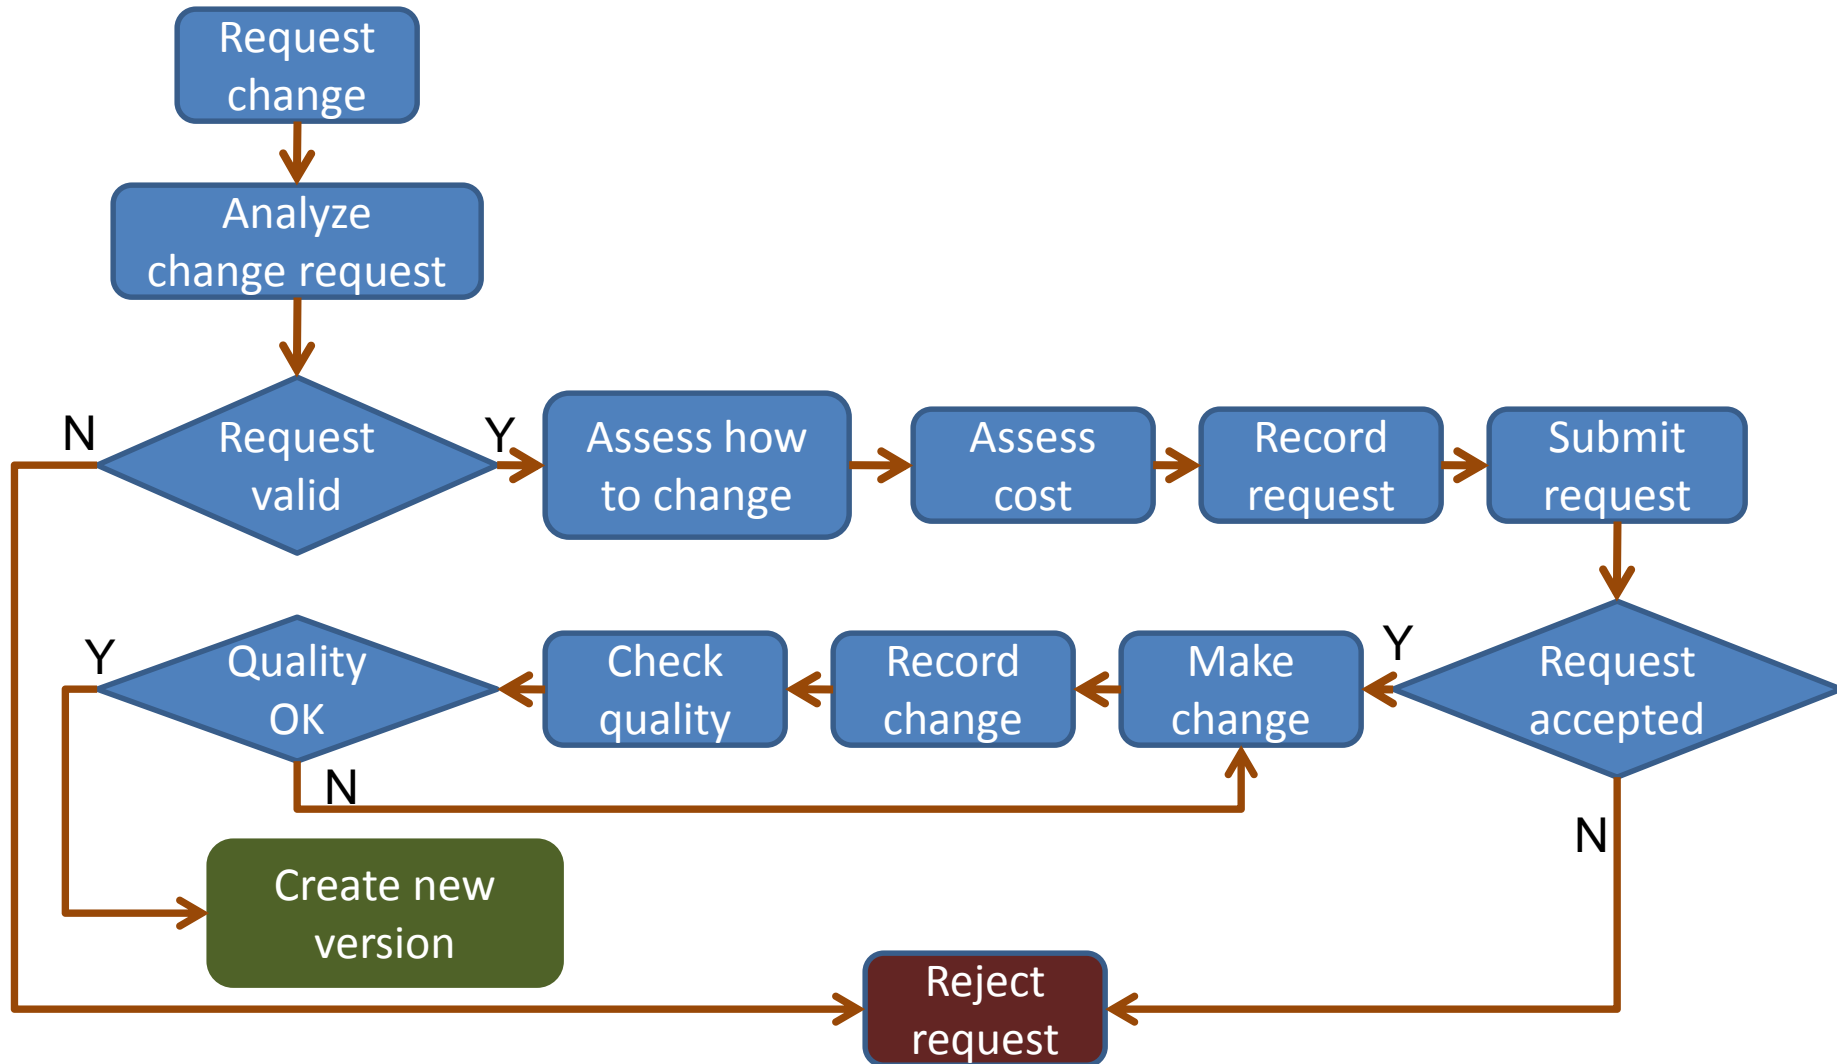 Request
change
Analyze
change request
N
Request
valid
Y
Assess how
to change
Assess
cost
Record
request
Submit
request
Y
Quality
OK
N
Check
quality
Record
change
Make
change
Y
Request
accepted
N
Create new
version
Reject
request